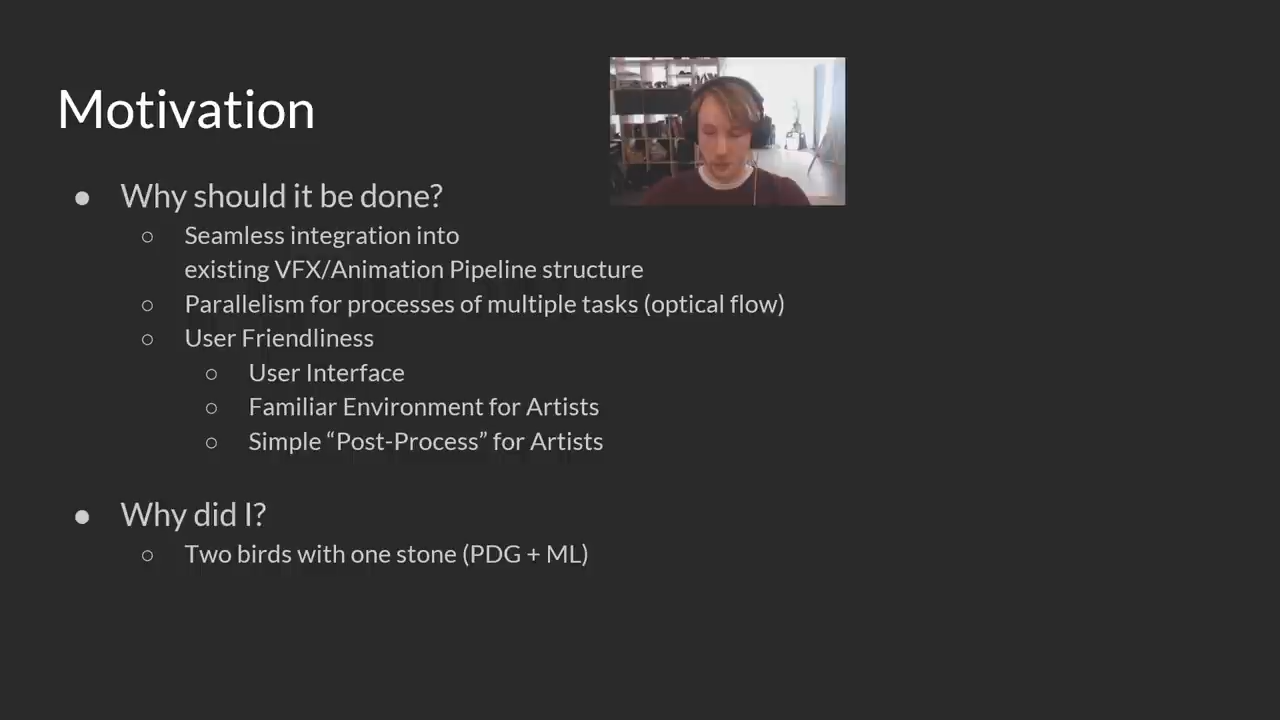 Motivation
● Why should it be done?
○ Seamless integration into
existing VFX/Animation Pipeline structure
○ Parallelism for processes of multiple tasks (optical flow)
○ User Friendliness
○ User Interface
○ Familiar Environment for Artists
○ Simple “Post-Process” for Artists
● Why did I?
○ Two birds with one stone (PDG + ML)